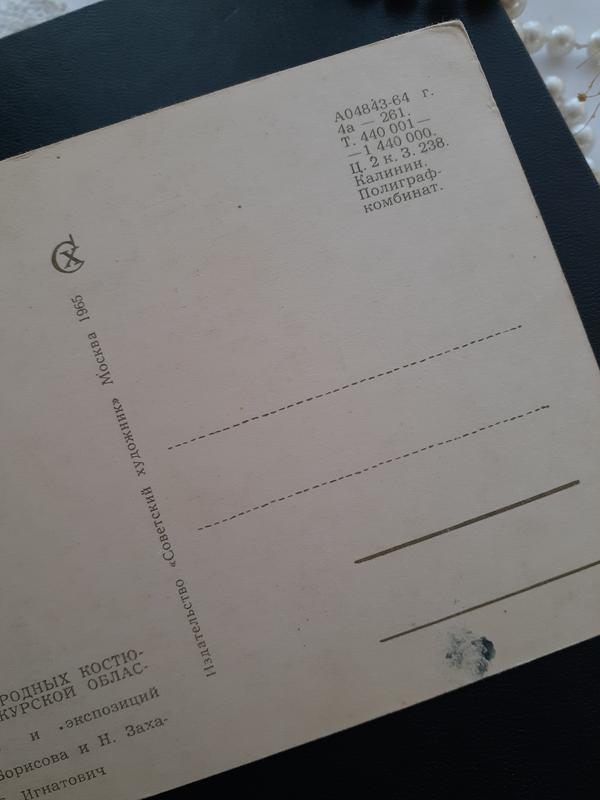 А04843-64 г.
4а — 261.
Т. 440 001—
—1 440 000.
Ц. 2 к. З. 238.
Калинин.
Полиграф-
комбинат.
СХ
Издательство «Советский художник» Москва 1965
РОДНЫХ КОСТЮ-
КУРСКОЙ ОБЛАС-
и экспозиций
Борисова и Н. Заха-
Игнатович